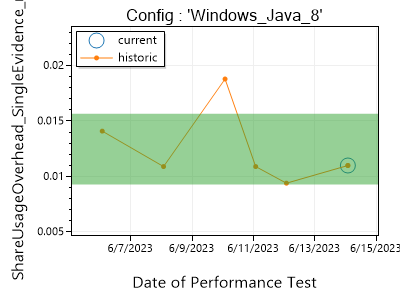 Config : 'Windows_Java_8'
ShareUsageOverhead_SingleEvidence_
current
historic
0.02
0.015
0.01
0.005
6/7/2023
6/9/2023
6/11/2023
6/13/2023
6/15/2023
Date of Performance Test